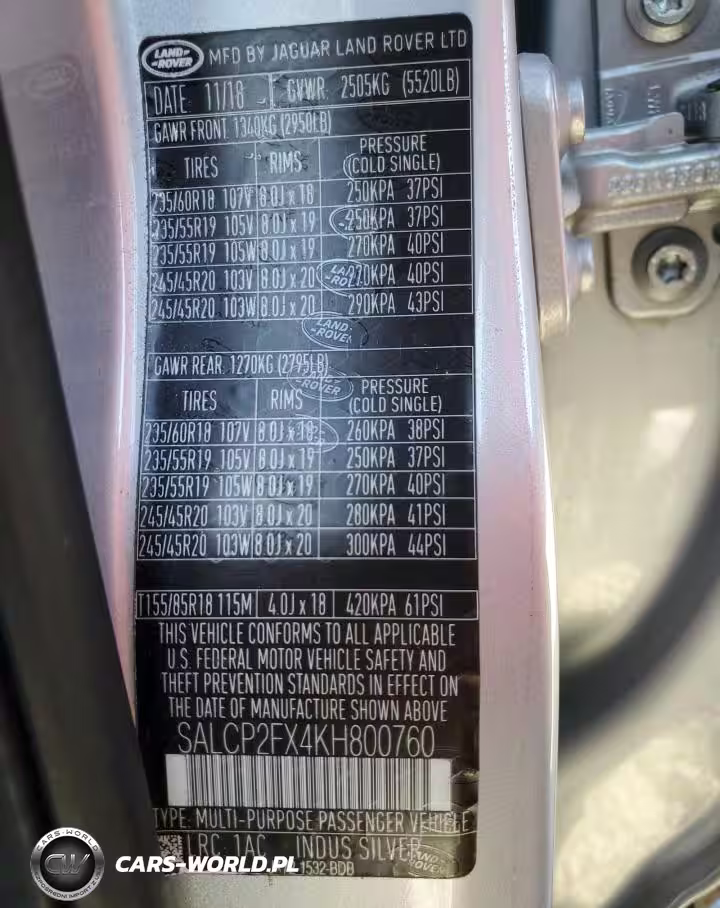 LAND-
ROVER
MFD BY JAGUAR LAND ROVER LTD
DATE 11/18 GVWR 2505KG (5520LB)
GAWR FRONT 1340KG (2950LB)
TIRES RIMS PRESSURE (COLD SINGLE)
235/60R18 107V 8.0J x 18 250KPA 37PSI
235/55R19 105V 8.0J x 19 250KPA 37PSI
235/55R19 105W 8.0J x 19 270KPA 40PSI
245/45R20 103V 8.0J x 20 270KPA 40PSI
245/45R20 103W 8.0J x 20 290KPA 43PSI
LAND-
ROVER
GAWR REAR 1270KG (2795LB)
TIRES RIMS PRESSURE (COLD SINGLE)
235/60R18 107V 8.0J x 18 260KPA 38PSI
235/55R19 105V 8.0J x 19 250KPA 37PSI
235/55R19 105W 8.0J x 19 270KPA 40PSI
245/45R20 103V 8.0J x 20 280KPA 41PSI
245/45R20 103W 8.0J x 20 300KPA 44PSI
T155/85R18 115M 4.0J x 18 420KPA 61PSI
THIS VEHICLE CONFORMS TO ALL APPLICABLE
U.S. FEDERAL MOTOR VEHICLE SAFETY AND
THEFT PREVENTION STANDARDS IN EFFECT ON
THE DATE OF MANUFACTURE SHOWN ABOVE
SALCP2FX4KH800760
TYPE: MULTI-PURPOSE PASSENGER VEHICLE
LRC 1AC INDUS SILVER
1532-BDB
CARS-WORLD
CW
CARS-WORLD.PL